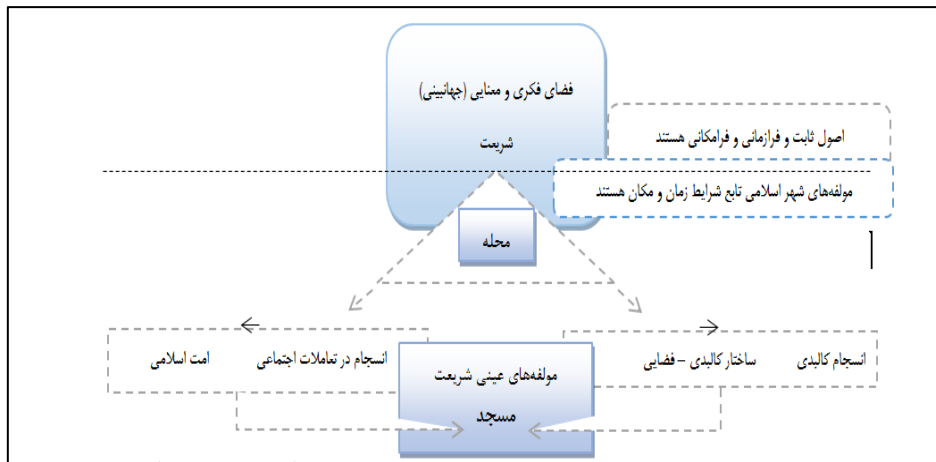 فضای فکری و معنایی (جهانبینی)
شریعت
اصول ثابت و فرازمانی و فرامکانی هستند
مولفه‌های شهر اسلامی تابع شرایط زمان و مکان هستند
محله
انسجام کالبدی
ساختار کالبدی – فضایی
انسجام در تعاملات اجتماعی
امت اسلامی
مولفه‌های عینی شریعت
مسجد